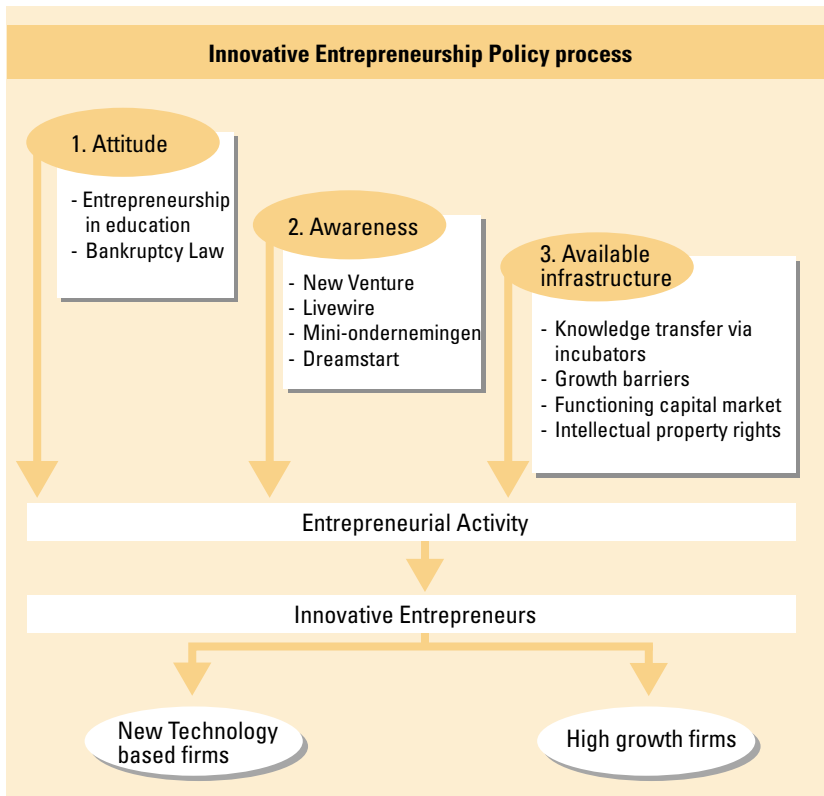 Innovative Entrepreneurship Policy process
1. Attitude
- Entrepreneurship
in education
- Bankruptcy Law
2. Awareness
- New Venture
- Livewire
- Mini-ondernemingen
- Dreamstart
3. Available
infrastructure
- Knowledge transfer via
incubators
- Growth barriers
- Functioning capital market
- Intellectual property rights
Entrepreneurial Activity
Innovative Entrepreneurs
New Technology
based firms
High growth firms